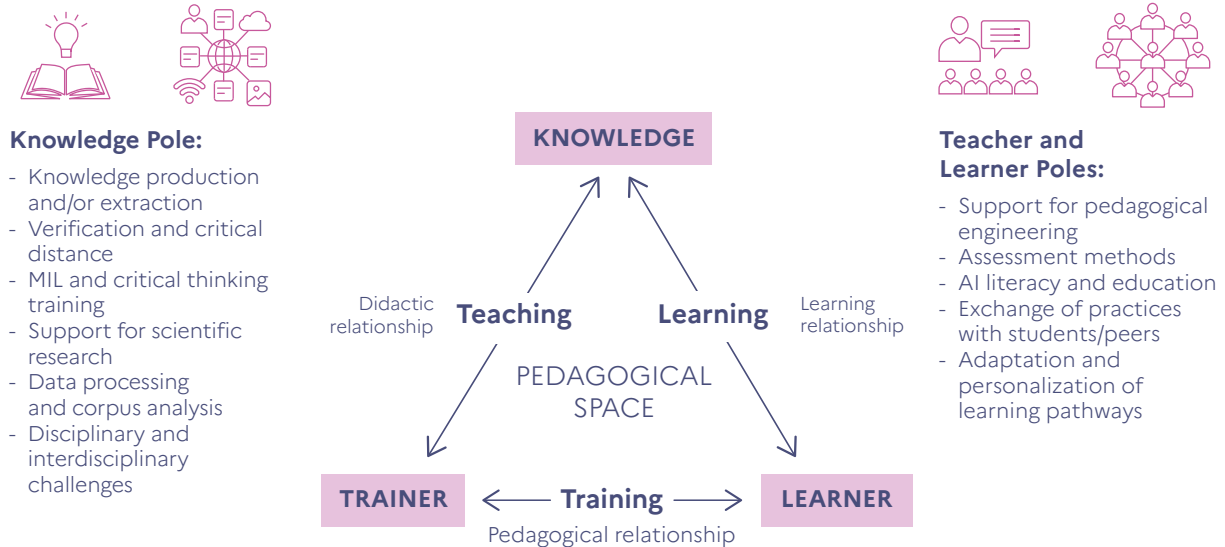 Knowledge Pole:
- Knowledge production
and/or extraction
- Verification and critical
distance
- MIL and critical thinking
training
- Support for scientific
research
- Data processing
and corpus analysis
- Disciplinary and
interdisciplinary
challenges
KNOWLEDGE
Didactic
relationship
Teaching
Learning
Learning
relationship
PEDAGOGICAL
SPACE
TRAINER
Training
LEARNER
Pedagogical relationship
Teacher and
Learner Poles:
- Support for pedagogical
engineering
- Assessment methods
- AI literacy and education
- Exchange of practices
with students/peers
- Adaptation and
personalization of
learning pathways